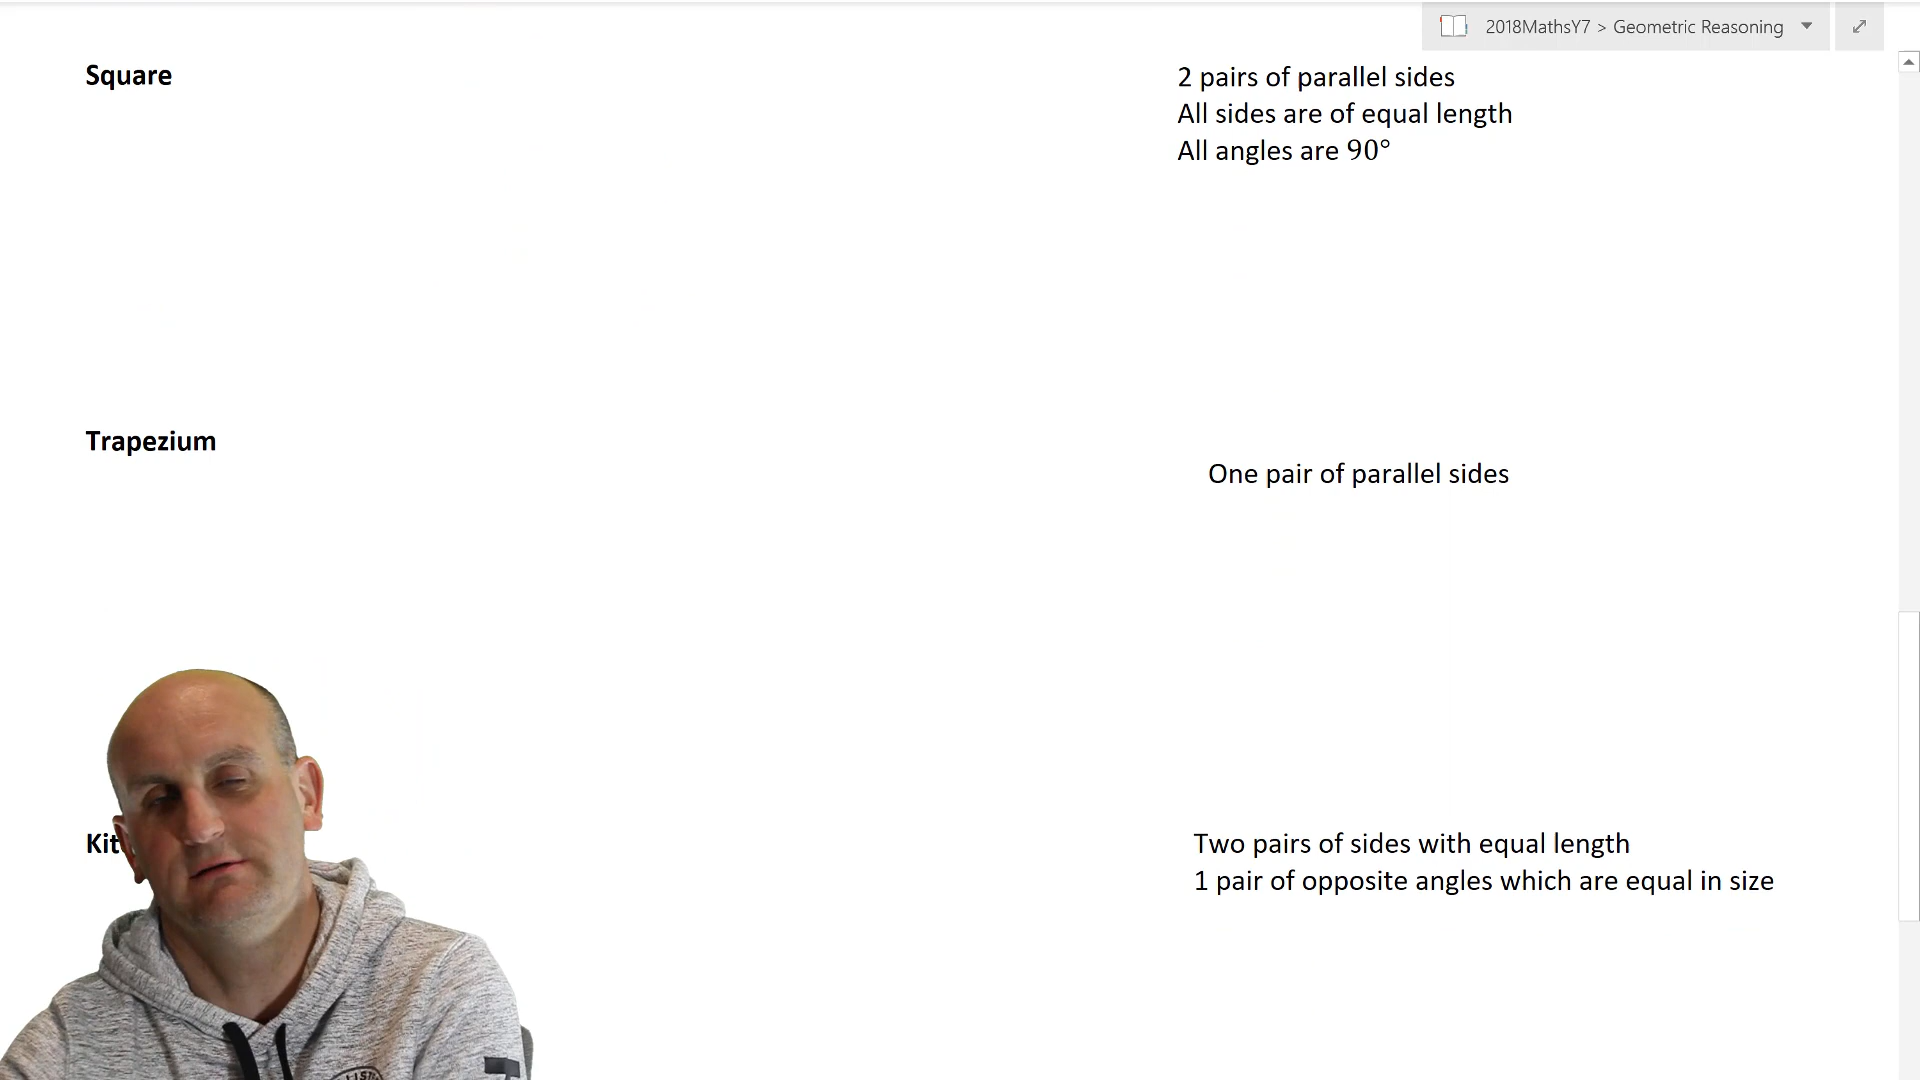 2018MathsY7 > Geometric Reasoning
Square
2 pairs of parallel sides
All sides are of equal length
All angles are 90°
Trapezium
One pair of parallel sides
Two pairs of sides with equal length
1 pair of opposite angles which are equal in size